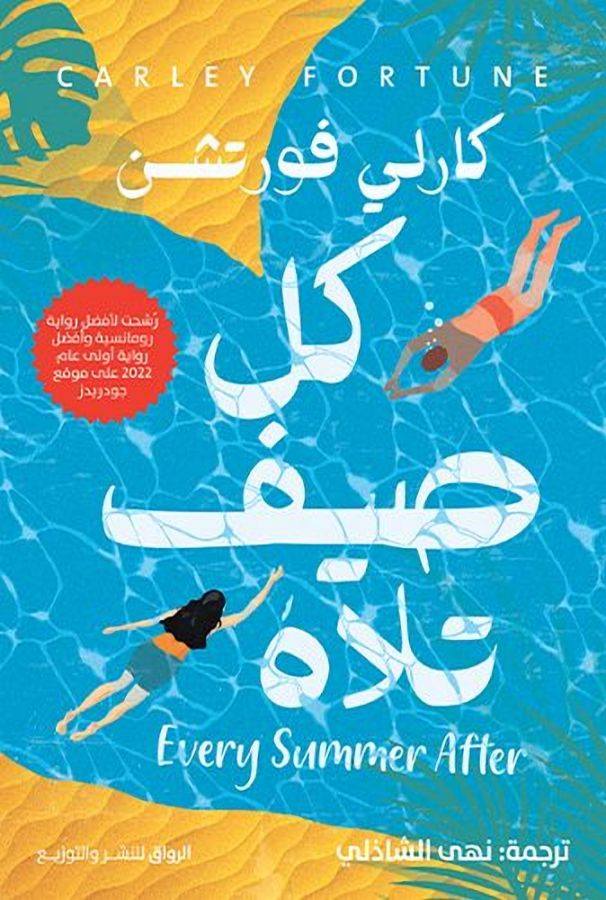 CARLEY FORTUNE
كارلي فورتشن
كل
صيف
تلاه
رُشحت لأفضل رواية
رومانسية وأفضل
رواية أولى عام
2022 على موقع
جودريدز
Every Summer After
ترجمة: نهى الشاذلي
الرواق للنشر والتوزيع